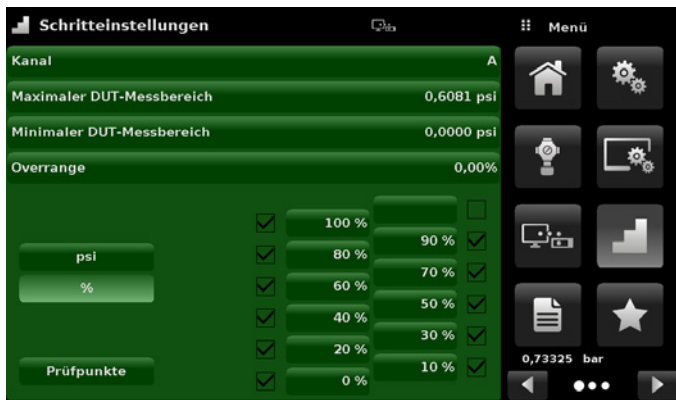 Schritteinstellungen
Menü
Kanal A
Maximaler DUT-Messbereich 0,6081 psi
Minimaler DUT-Messbereich 0,0000 psi
Overrange 0,00%
psi
%
Prüfpunkte
100 %
90 %
80 %
70 %
60 %
50 %
40 %
30 %
20 %
10 %
0 %
0,73325 bar